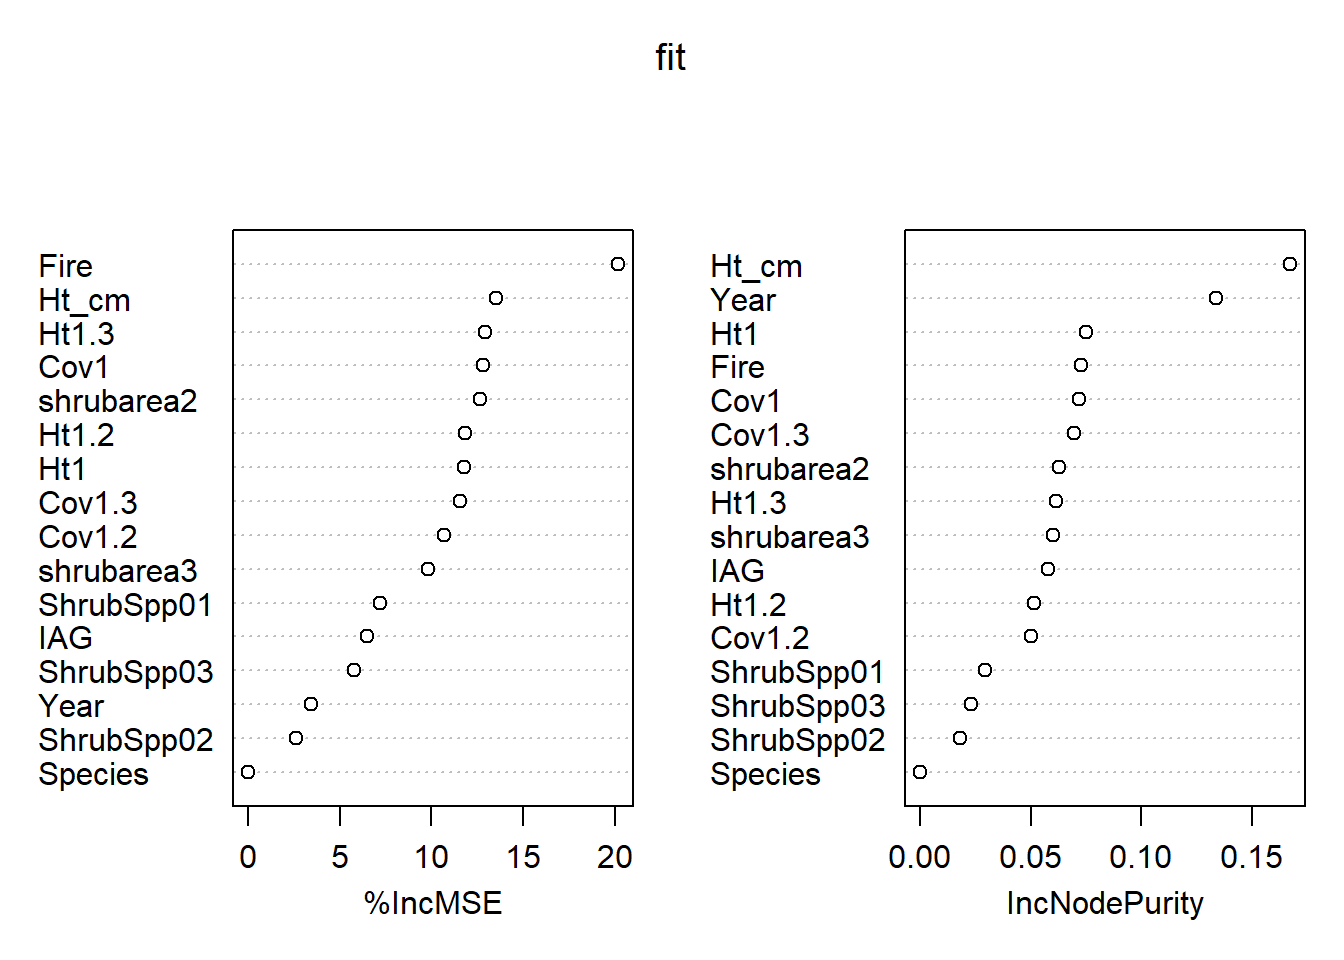 fit
Fire
Ht_cm
Ht1.3
Cov1
shrubarea2
Ht1.2
Ht1
Cov1.3
Cov1.2
shrubarea3
ShrubSpp01
IAG
ShrubSpp03
Year
ShrubSpp02
Species
0 5 10 15 20
%IncMSE
Ht_cm
Year
Ht1
Fire
Cov1
Cov1.3
shrubarea2
Ht1.3
shrubarea3
IAG
Ht1.2
Cov1.2
ShrubSpp01
ShrubSpp03
ShrubSpp02
Species
0.00 0.05 0.10 0.15
IncNodePurity